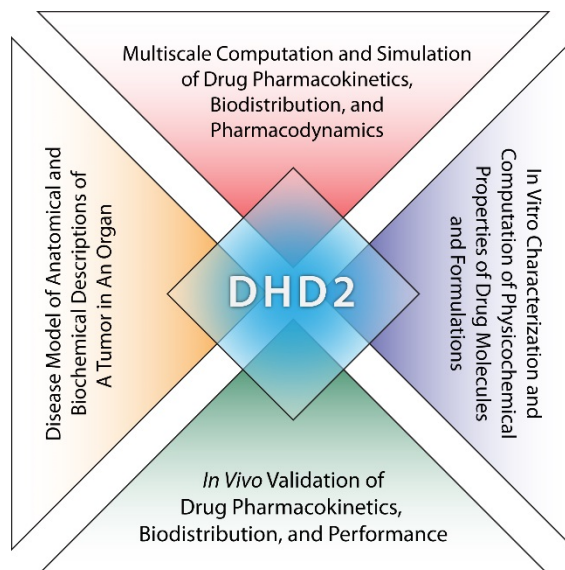 Multiscale Computation and Simulation
of Drug Pharmacokinetics,
Biodistribution, and
Pharmacodynamics
Disease Model of Anatomical and
Biochemical Descriptions of
A Tumor in An Organ
DHD2
In Vitro Characterization and
Computation of Physicochemical
Properties of Drug Molecules
and Formulations
In Vivo Validation of
Drug Pharmacokinetics,
Biodistribution, and Performance